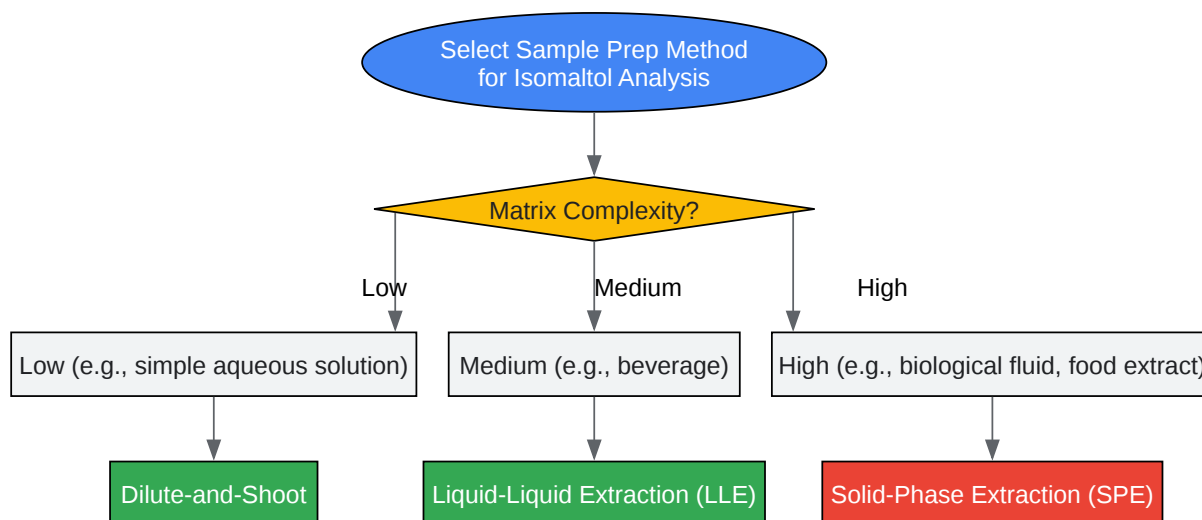 Select Sample Prep Method
for Isomaltol Analysis
Matrix Complexity?
Low
Medium
High
Low (e.g., simple aqueous solution)
Medium (e.g., beverage)
High (e.g., biological fluid, food extract)
Dilute-and-Shoot
Liquid-Liquid Extraction (LLE)
Solid-Phase Extraction (SPE)